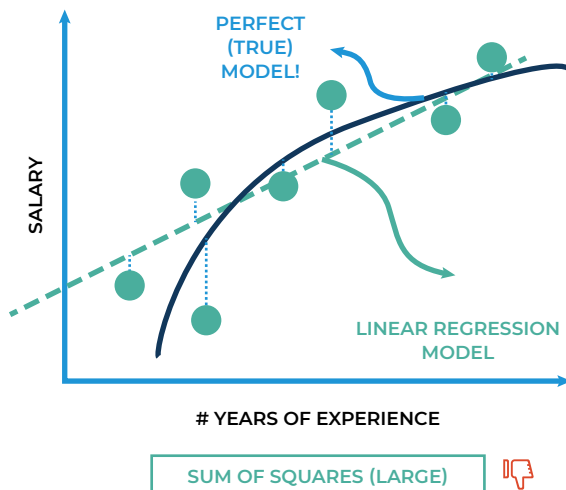 PERFECT
(TRUE)
MODEL!
SALARY
LINEAR REGRESSION
MODEL
# YEARS OF EXPERIENCE
SUM OF SQUARES (LARGE)